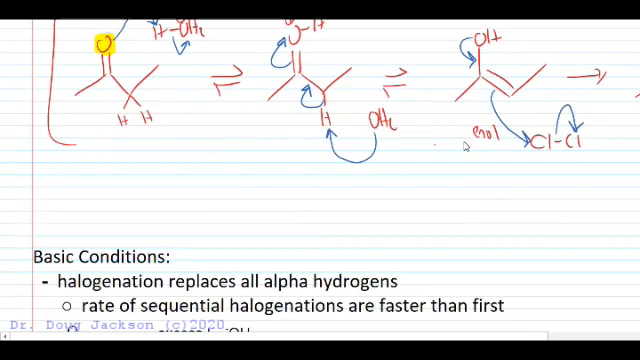 H-OH₂
O-H
O
OH
H H
H
OH₂
enol
Cl-Cl
Basic Conditions:
- halogenation replaces all alpha hydrogens
○ rate of sequential halogenations are faster than first
Dr. Doug Jackson (c)2020